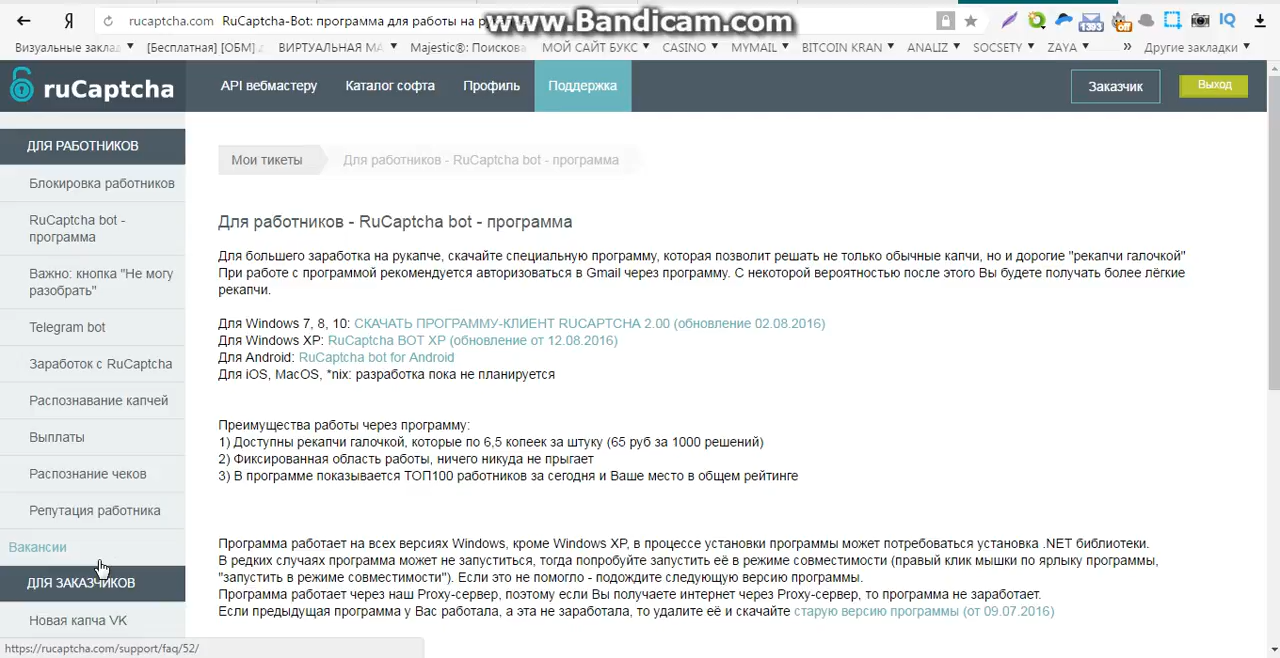 rucaptcha.com RuCaptcha-Bot: программа для работы на р
www.Bandicam.com
Визуальные заклад
[Бесплатная] [ОБМ]
ВИРТУАЛЬНАЯ МА
Majestic®: Поискова
МОЙ САЙТ БУКС
CASINO
MYMAIL
BITCOIN KRAN
ANALIZ
SOCSETY
ZAYA
» Другие закладки
ruCaptcha
API вебмастеру
Каталог софта
Профиль
Поддержка
Заказчик
Выход
ДЛЯ РАБОТНИКОВ
Блокировка работников
RuCaptcha bot -
программа
Важно: кнопка "Не могу
разобрать"
Telegram bot
Заработок с RuCaptcha
Распознавание капчей
Выплаты
Распознание чеков
Репутация работника
Вакансии
ДЛЯ ЗАКАЗЧИКОВ
Новая капча VK
Мои тикеты
Для работников - RuCaptcha bot - программа
Для работников - RuCaptcha bot - программа
Для большего заработка на рукапче, скачайте специальную программу, которая позволит решать не только обычные капчи, но и дорогие "рекапчи галочкой"
При работе с программой рекомендуется авторизоваться в Gmail через программу. С некоторой вероятностью после этого Вы будете получать более лёгкие
рекапчи.
Для Windows 7, 8, 10: СКАЧАТЬ ПРОГРАММУ-КЛИЕНТ RUCAPTCHA 2.00 (обновление 02.08.2016)
Для Windows XP: RuCaptcha BOT XP (обновление от 12.08.2016)
Для Android: RuCaptcha bot for Android
Для iOS, MacOS, *nix: разработка пока не планируется
Преимущества работы через программу:
1) Доступны рекапчи галочкой, которые по 6,5 копеек за штуку (65 руб за 1000 решений)
2) Фиксированная область работы, ничего никуда не прыгает
3) В программе показывается ТОП100 работников за сегодня и Ваше место в общем рейтинге
Программа работает на всех версиях Windows, кроме Windows XP, в процессе установки программы может потребоваться установка .NET библиотеки.
В редких случаях программа может не запуститься, тогда попробуйте запустить её в режиме совместимости (правый клик мышки по ярлыку программы,
"запустить в режиме совместимости"). Если это не помогло - подождите следующую версию программы.
Программа работает через наш Proxy-сервер, поэтому если Вы получаете интернет через Proxy-сервер, то программа не заработает.
Если предыдущая программа у Вас работала, а эта не заработала, то удалите её и скачайте старую версию программы (от 09.07.2016)
https://rucaptcha.com/support/faq/52/